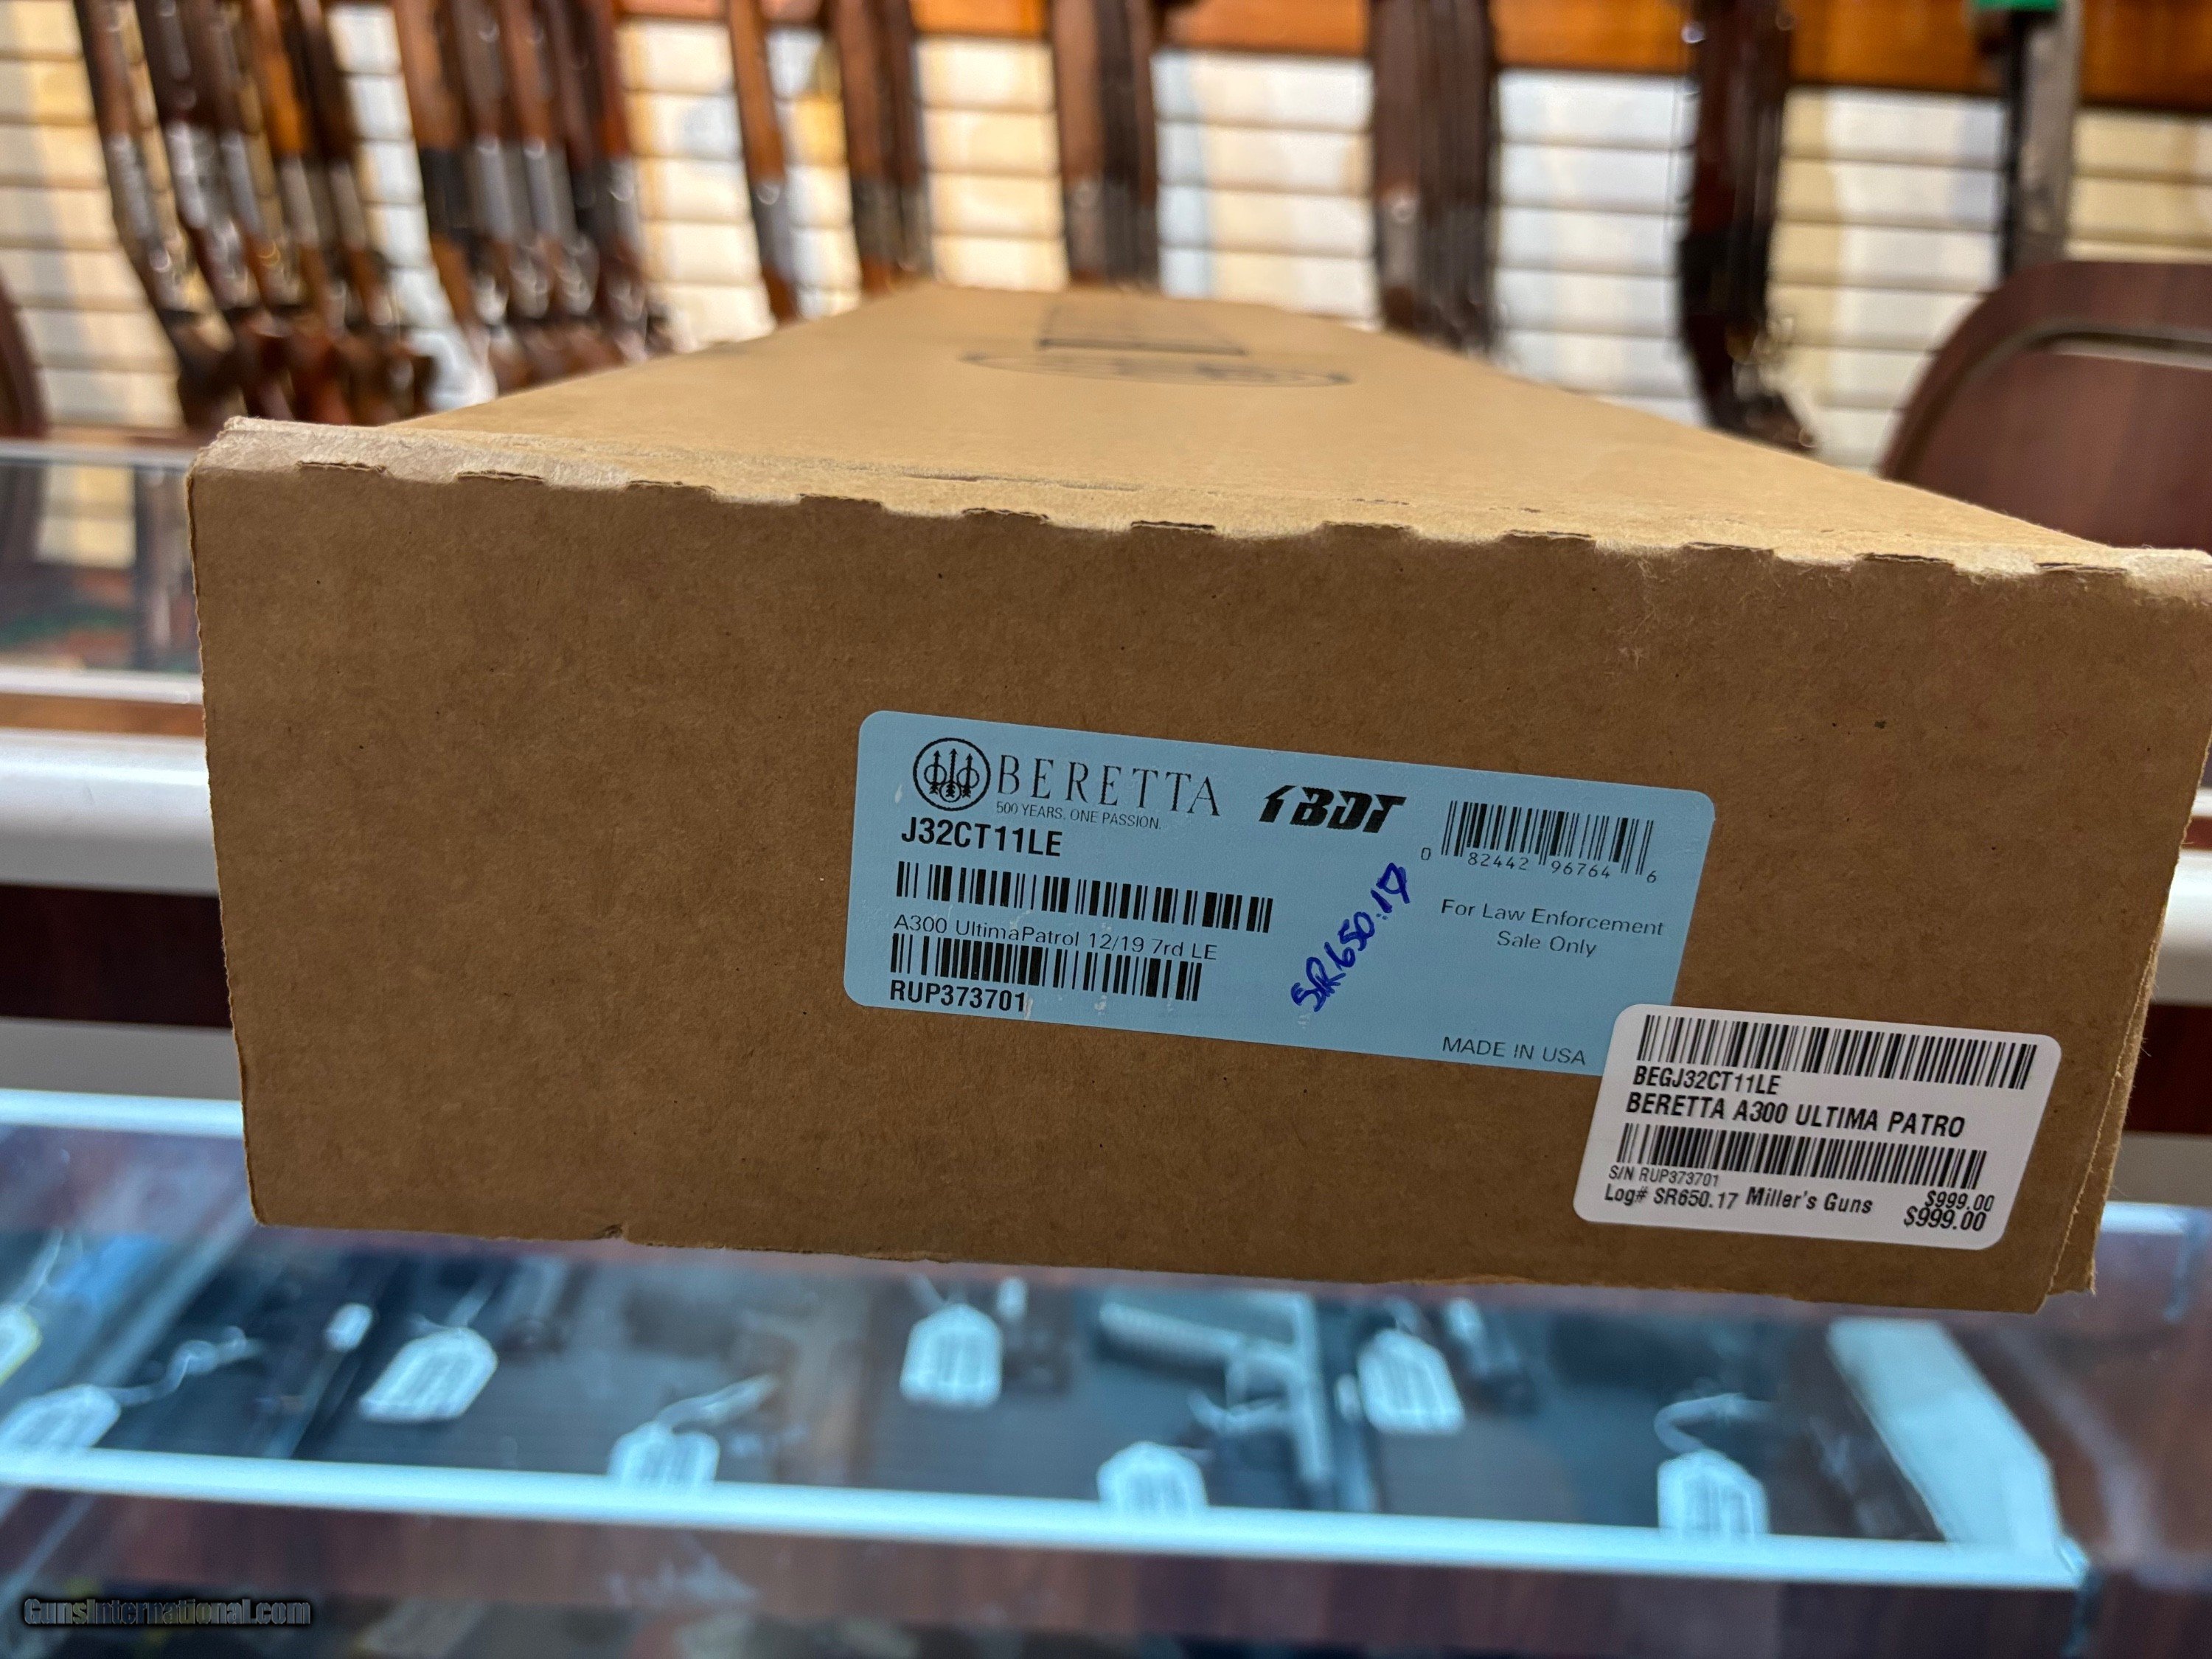 BERETTA
500 YEARS. ONE PASSION.
BDT
J32CT11LE
0 82442 96764 6
A300 UltimaPatrol 12/19 7rd LE
RUP373701
SR650.17
For Law Enforcement
Sale Only
MADE IN USA
BEGJ32CT11LE
BERETTA A300 ULTIMA PATRO
S/N RUP373701
$999.00
Log# SR650.17 Miller's Guns
$999.00
GunsInternational.com